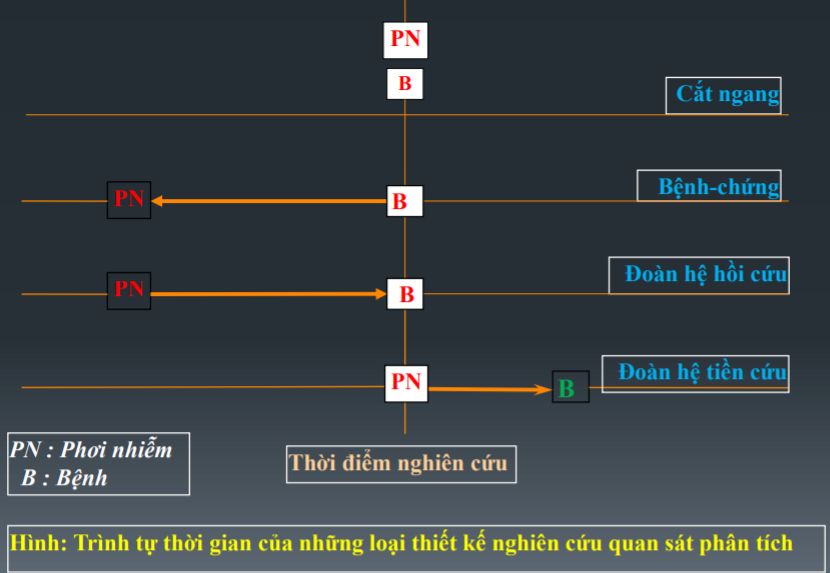 PN
B
Cắt ngang
PN
B
Bệnh-chứng
PN
B
Đoàn hệ hồi cứu
PN
B
Đoàn hệ tiền cứu
PN : Phơi nhiễm
B : Bệnh
Thời điểm nghiên cứu
Hình: Trình tự thời gian của những loại thiết kế nghiên cứu quan sát phân tích